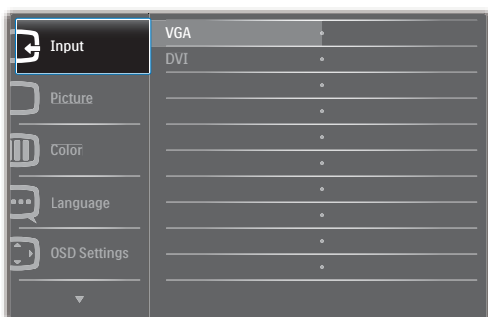 Input
Picture
Color
Language
OSD Settings
VGA
DVI